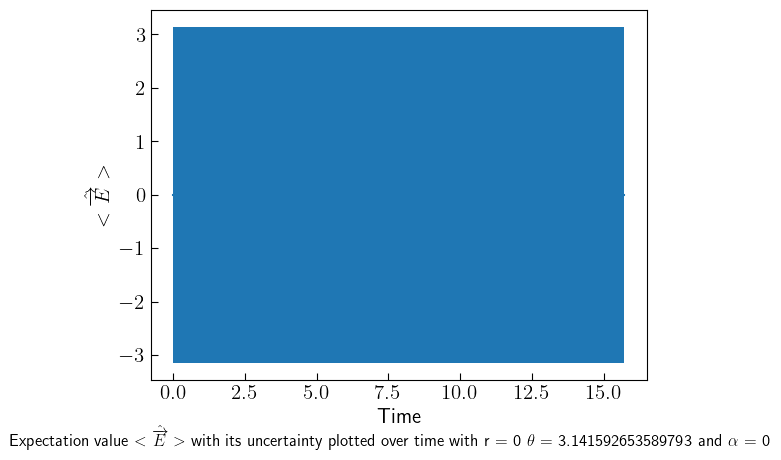 3
2
1
0
−1
−2
−3
< \hat{\overrightarrow{E}} >
0.0 2.5 5.0 7.5 10.0 12.5 15.0
Time
Expectation value < \hat{\overrightarrow{E}} > with its uncertainty plotted over time with r = 0 θ = 3.141592653589793 and α = 0